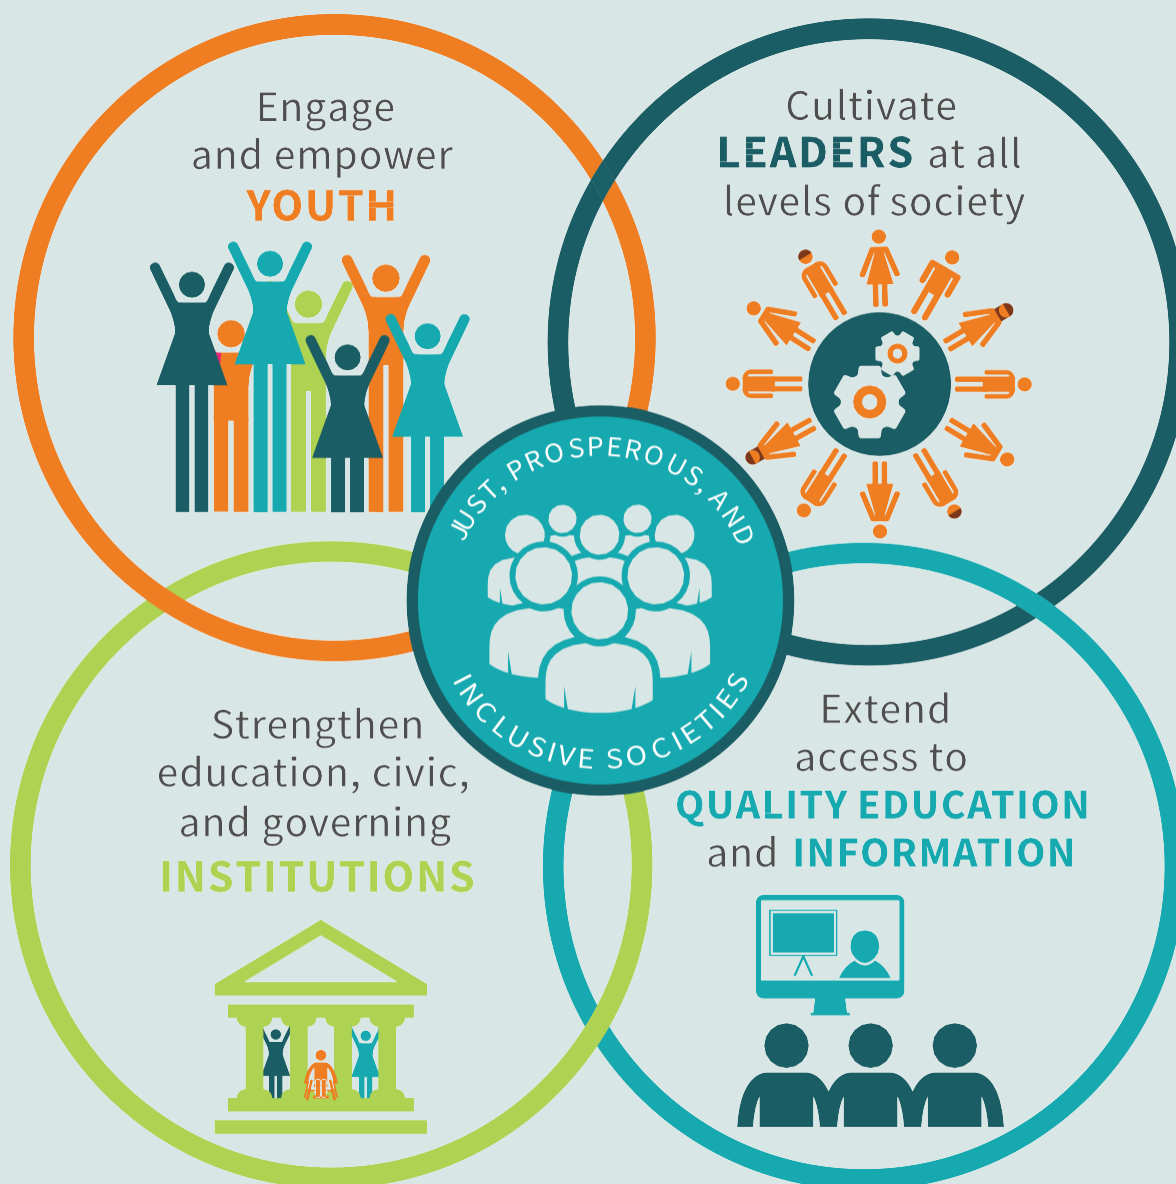 Engage
and empower
YOUTH
Cultivate
LEADERS at all
levels of society
JUST, PROSPEROUS, AND
INCLUSIVE SOCIETIES
Strengthen
education, civic,
and governing
INSTITUTIONS
Extend
access to
QUALITY EDUCATION
and INFORMATION